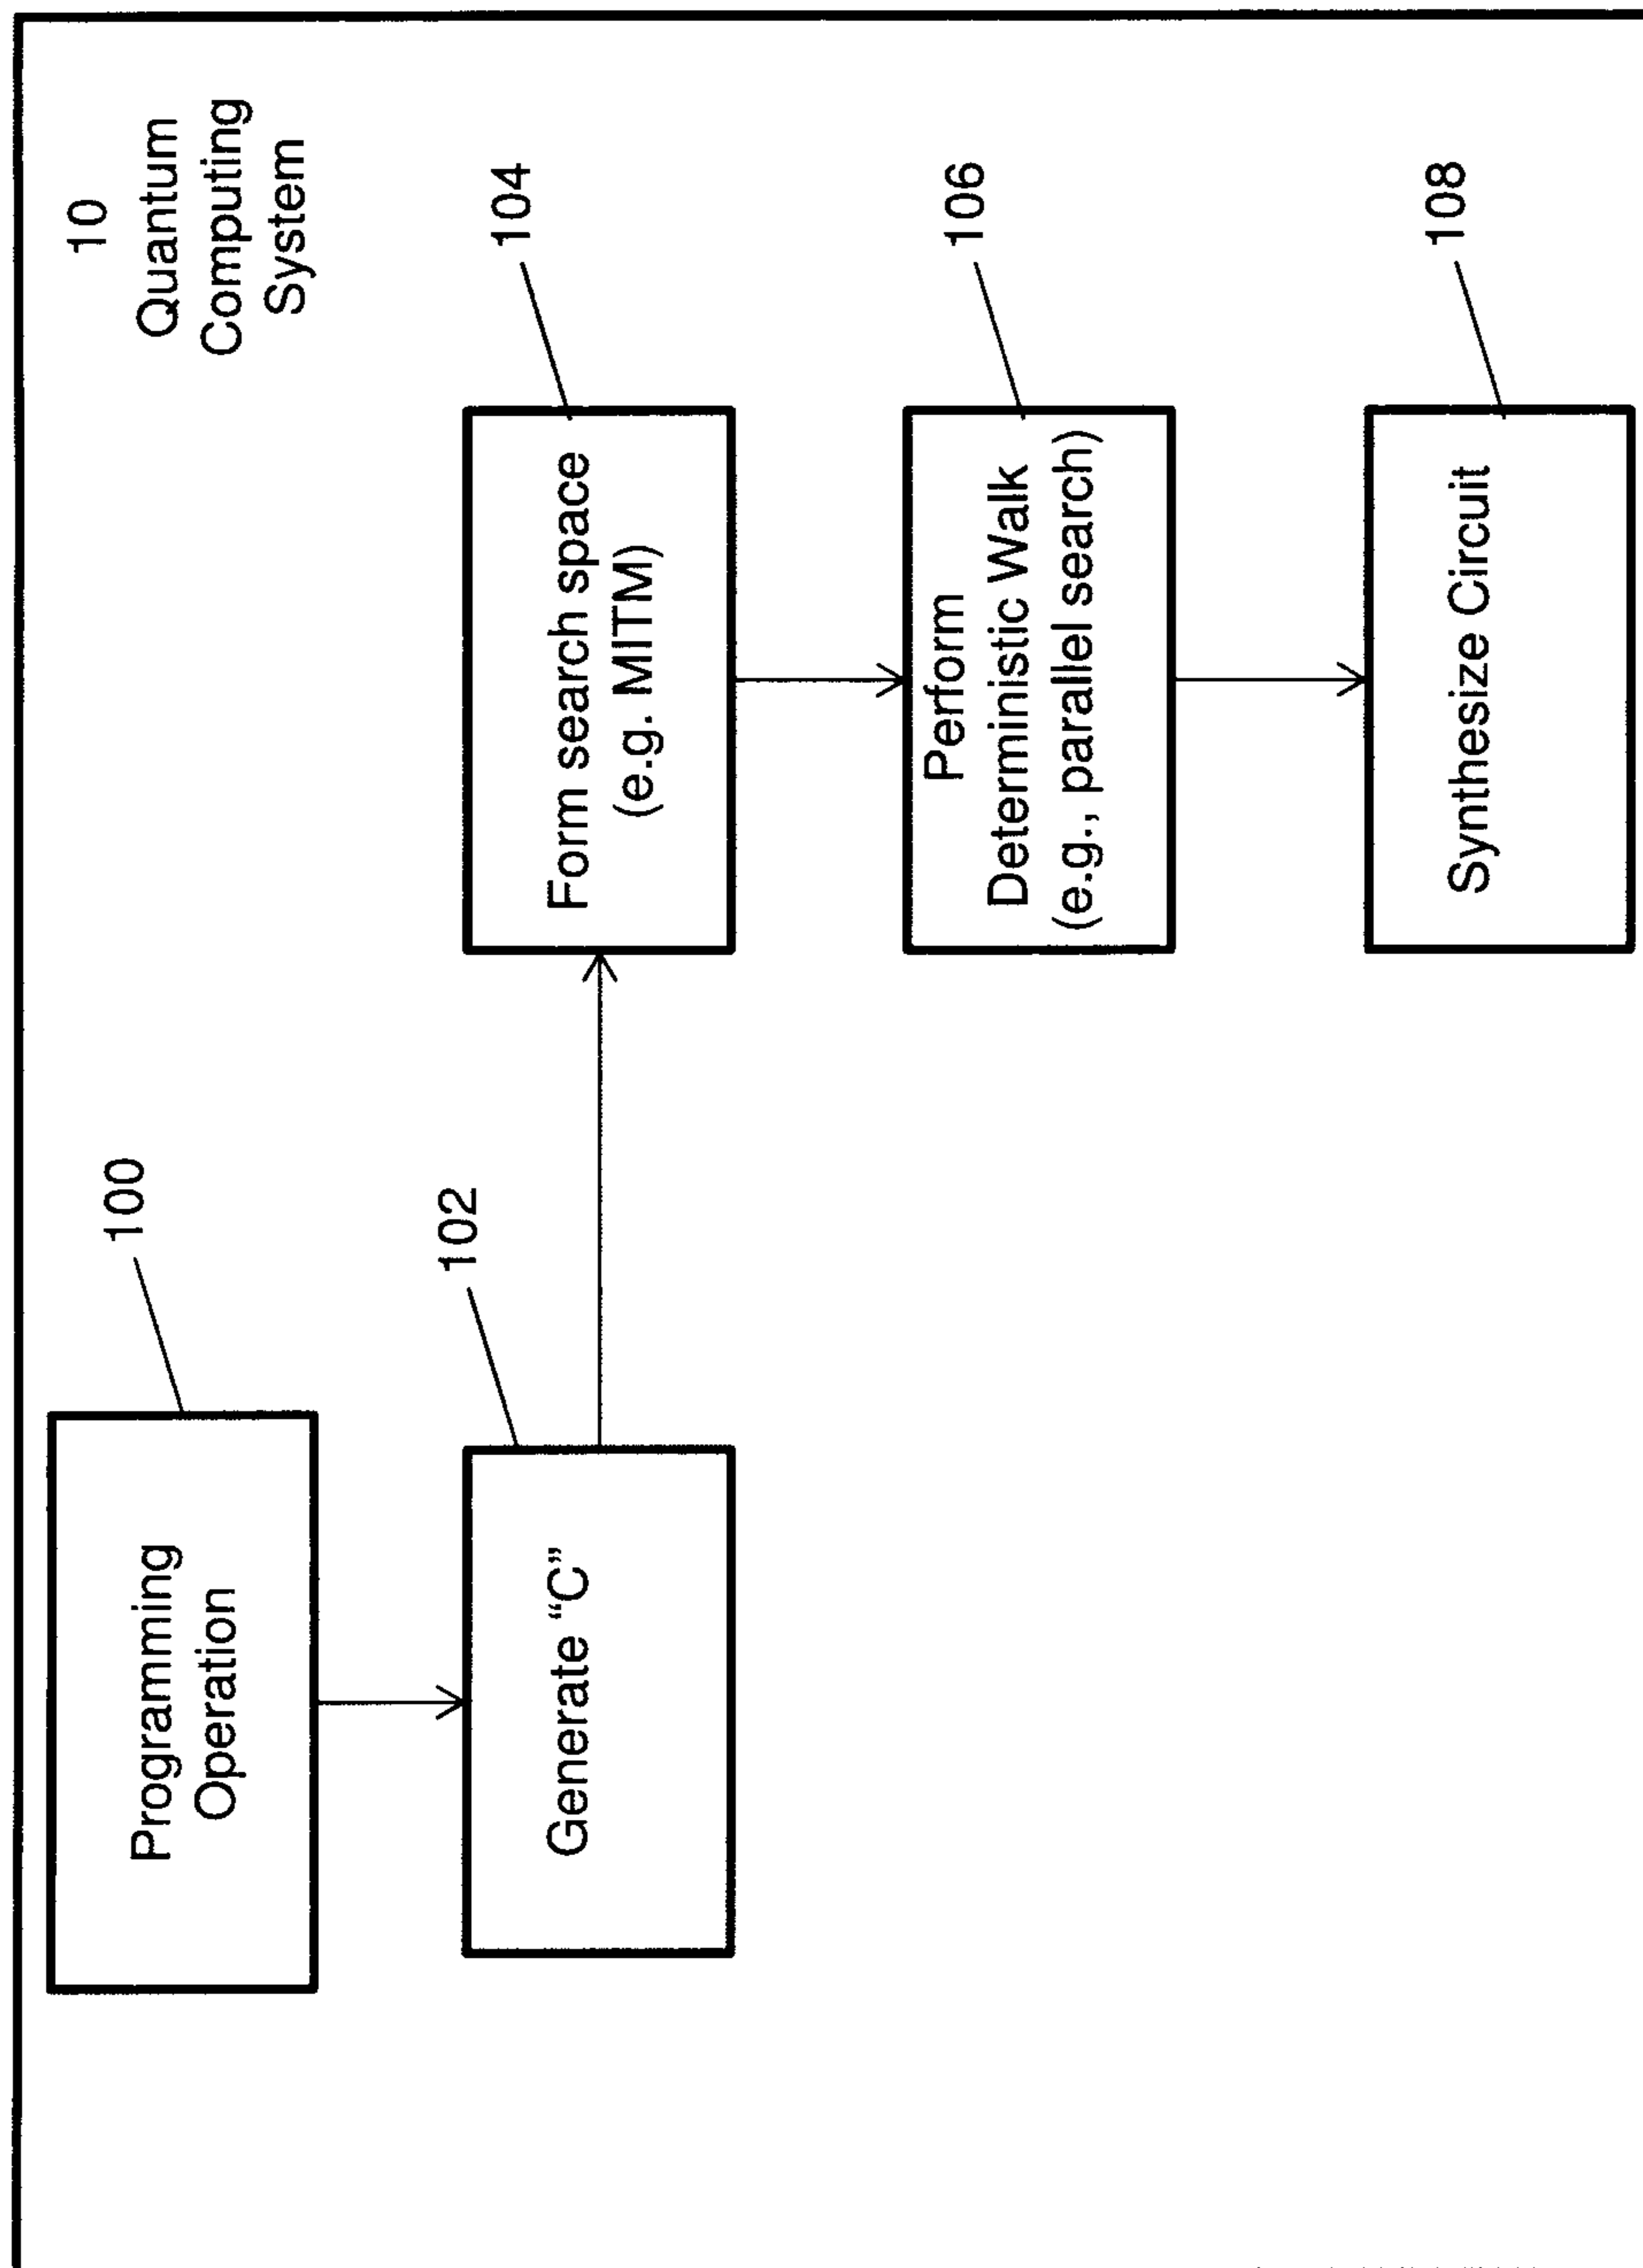 10
Quantum
Computing
System
100
Programming
Operation
102
Generate “C”
104
Form search space
(e.g. MITM)
106
Perform
Deterministic Walk
(e.g., parallel search)
108
Synthesize Circuit